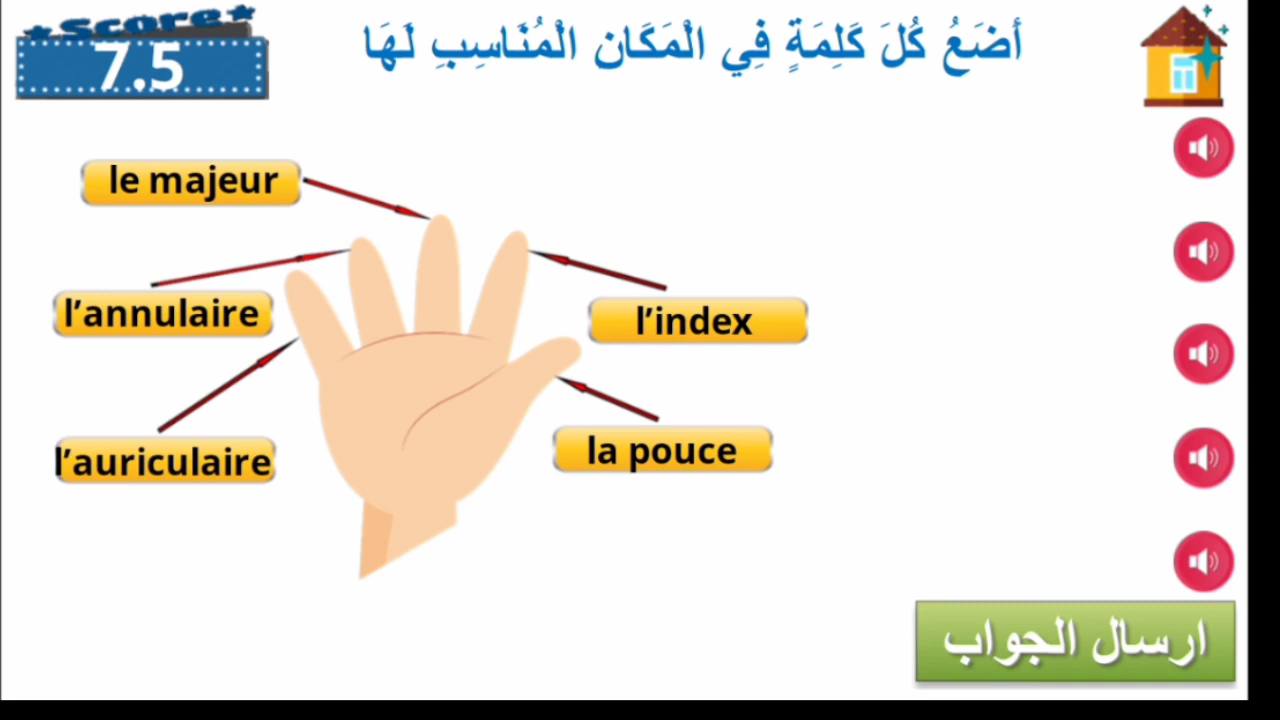 Score
7.5
أَضَعُ كُلَ كَلِمَةٍ فِي الْمَكَان الْمُنَاسِبِ لَهَا
le majeur
l’annulaire
l’index
la pouce
l’auriculaire
ارسال الجواب